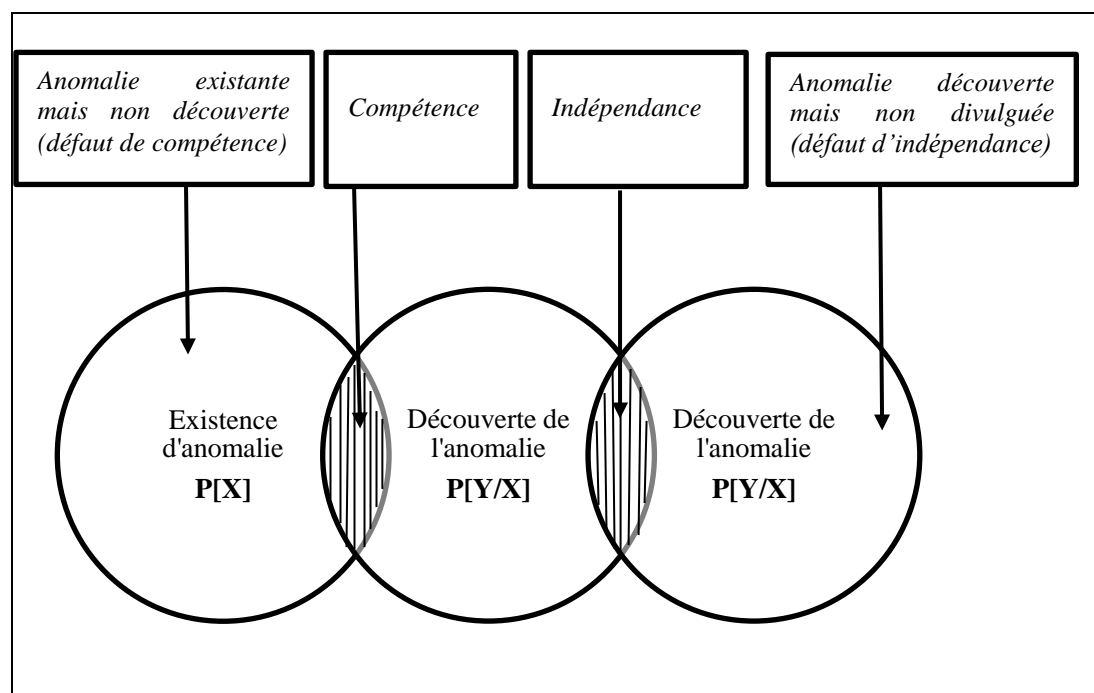 Anomalie existante
mais non découverte
(défaut de compétence)
Compétence
Indépendance
Anomalie découverte
mais non divulguée
(défaut d'indépendance)
Existence
d'anomalie
P[X]
Découverte de
l'anomalie
P[Y/X]
Découverte de
l'anomalie
P[Y/X]